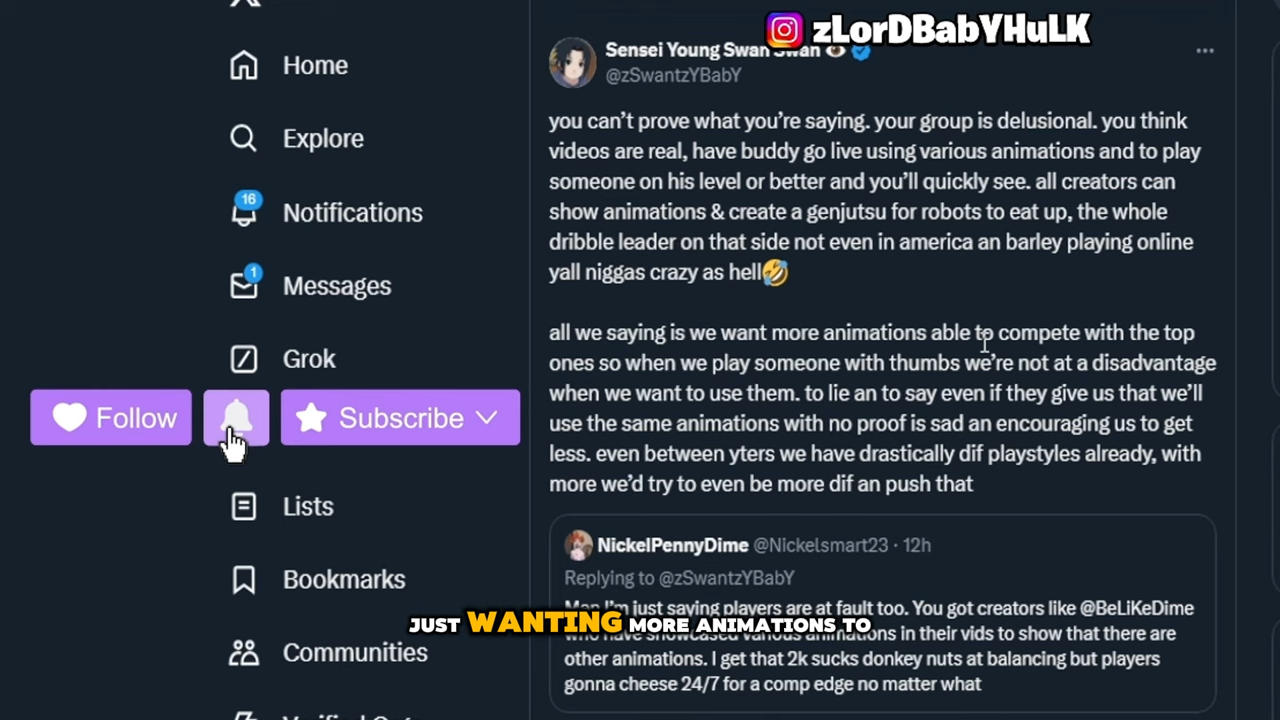 zLorDBabYHuLK
Home
Explore
16
Notifications
1
Messages
Grok
Follow
Subscribe
Lists
Bookmarks
Communities
Sensei Young Swan Swan
@zSwantzYBabY
you can't prove what you're saying. your group is delusional. you think
videos are real, have buddy go live using various animations and to play
someone on his level or better and you'll quickly see. all creators can
show animations & create a genjutsu for robots to eat up, the whole
dribble leader on that side not even in america an barley playing online
yall niggas crazy as hell🤣
all we saying is we want more animations able to compete with the top
ones so when we play someone with thumbs we're not at a disadvantage
when we want to use them. to lie an to say even if they give us that we'll
use the same animations with no proof is sad an encouraging us to get
less. even between yters we have drastically dif playstyles already, with
more we'd try to even be more dif an push that
NickelPennyDime @Nickelsmart23 · 12h
Replying to @zSwantzYBabY
Man I'm just saying players are at fault too. You got creators like @BeLiKeDime
who have showcased various animations in their vids to show that there are
other animations. I get that 2k sucks donkey nuts at balancing but players
gonna cheese 24/7 for a comp edge no matter what
JUST WANTING MORE ANIMATIONS TO